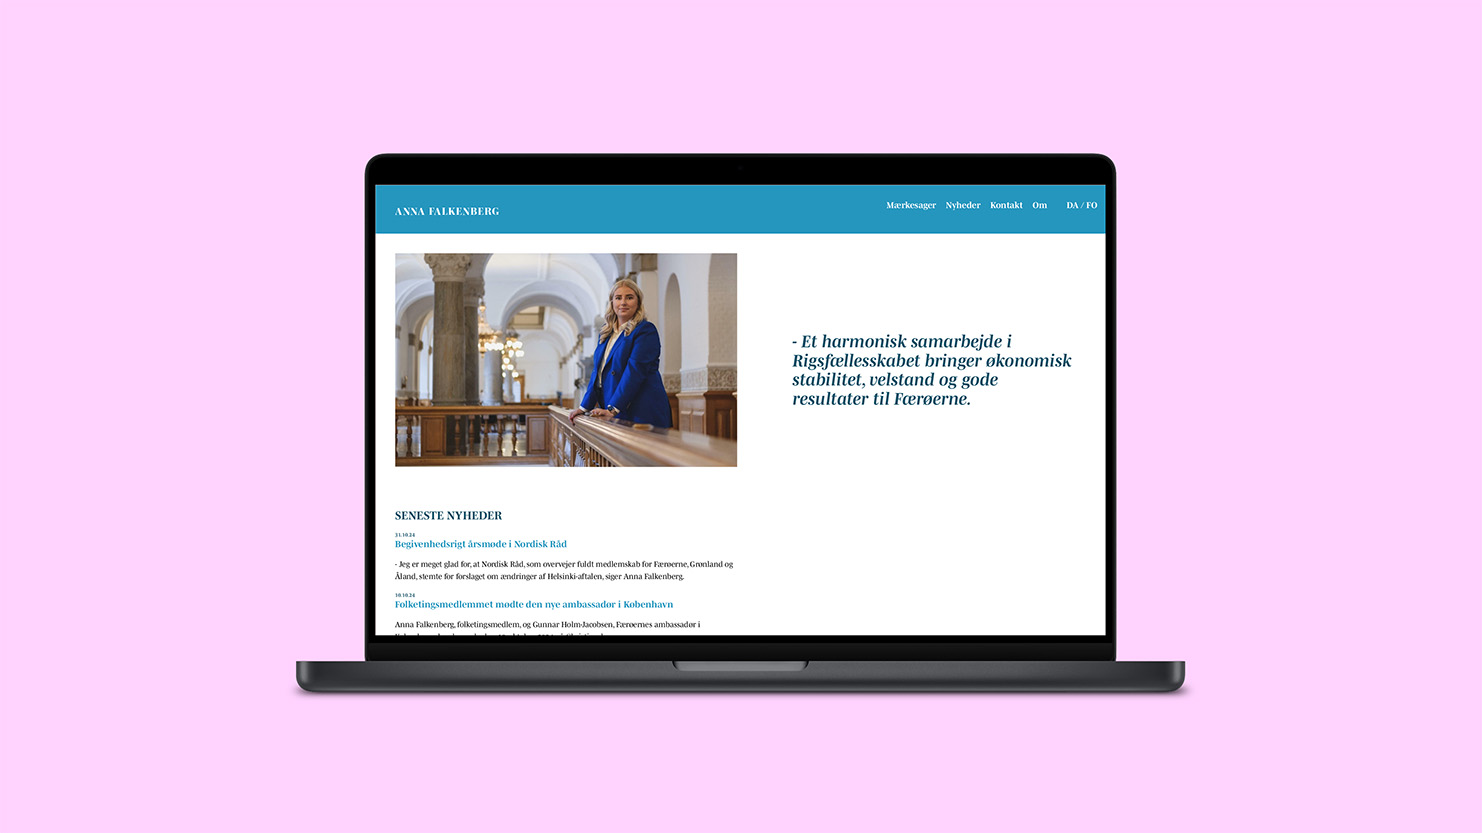 ANNA FALKENBERG
Mærkesager Nyheder Kontakt Om DA / FO
- Et harmonisk samarbejde i
Rigsfællesskabet bringer økonomisk
stabilitet, velstand og gode
resultater til Færøerne.
SENESTE NYHEDER
31.10.24
Begivenhedsrigt årsmøde i Nordisk Råd
- Jeg er meget glad for, at Nordisk Råd, som overvejer fuldt medlemskab for Færøerne, Grønland og
Åland, stemte for forslaget om ændringer af Helsinki-aftalen, siger Anna Falkenberg.
10.10.24
Folketingsmedlemmet mødte den nye ambassadør i København
Anna Falkenberg, folketingsmedlem, og Gunnar Holm-Jacobsen, Færøernes ambassadør i